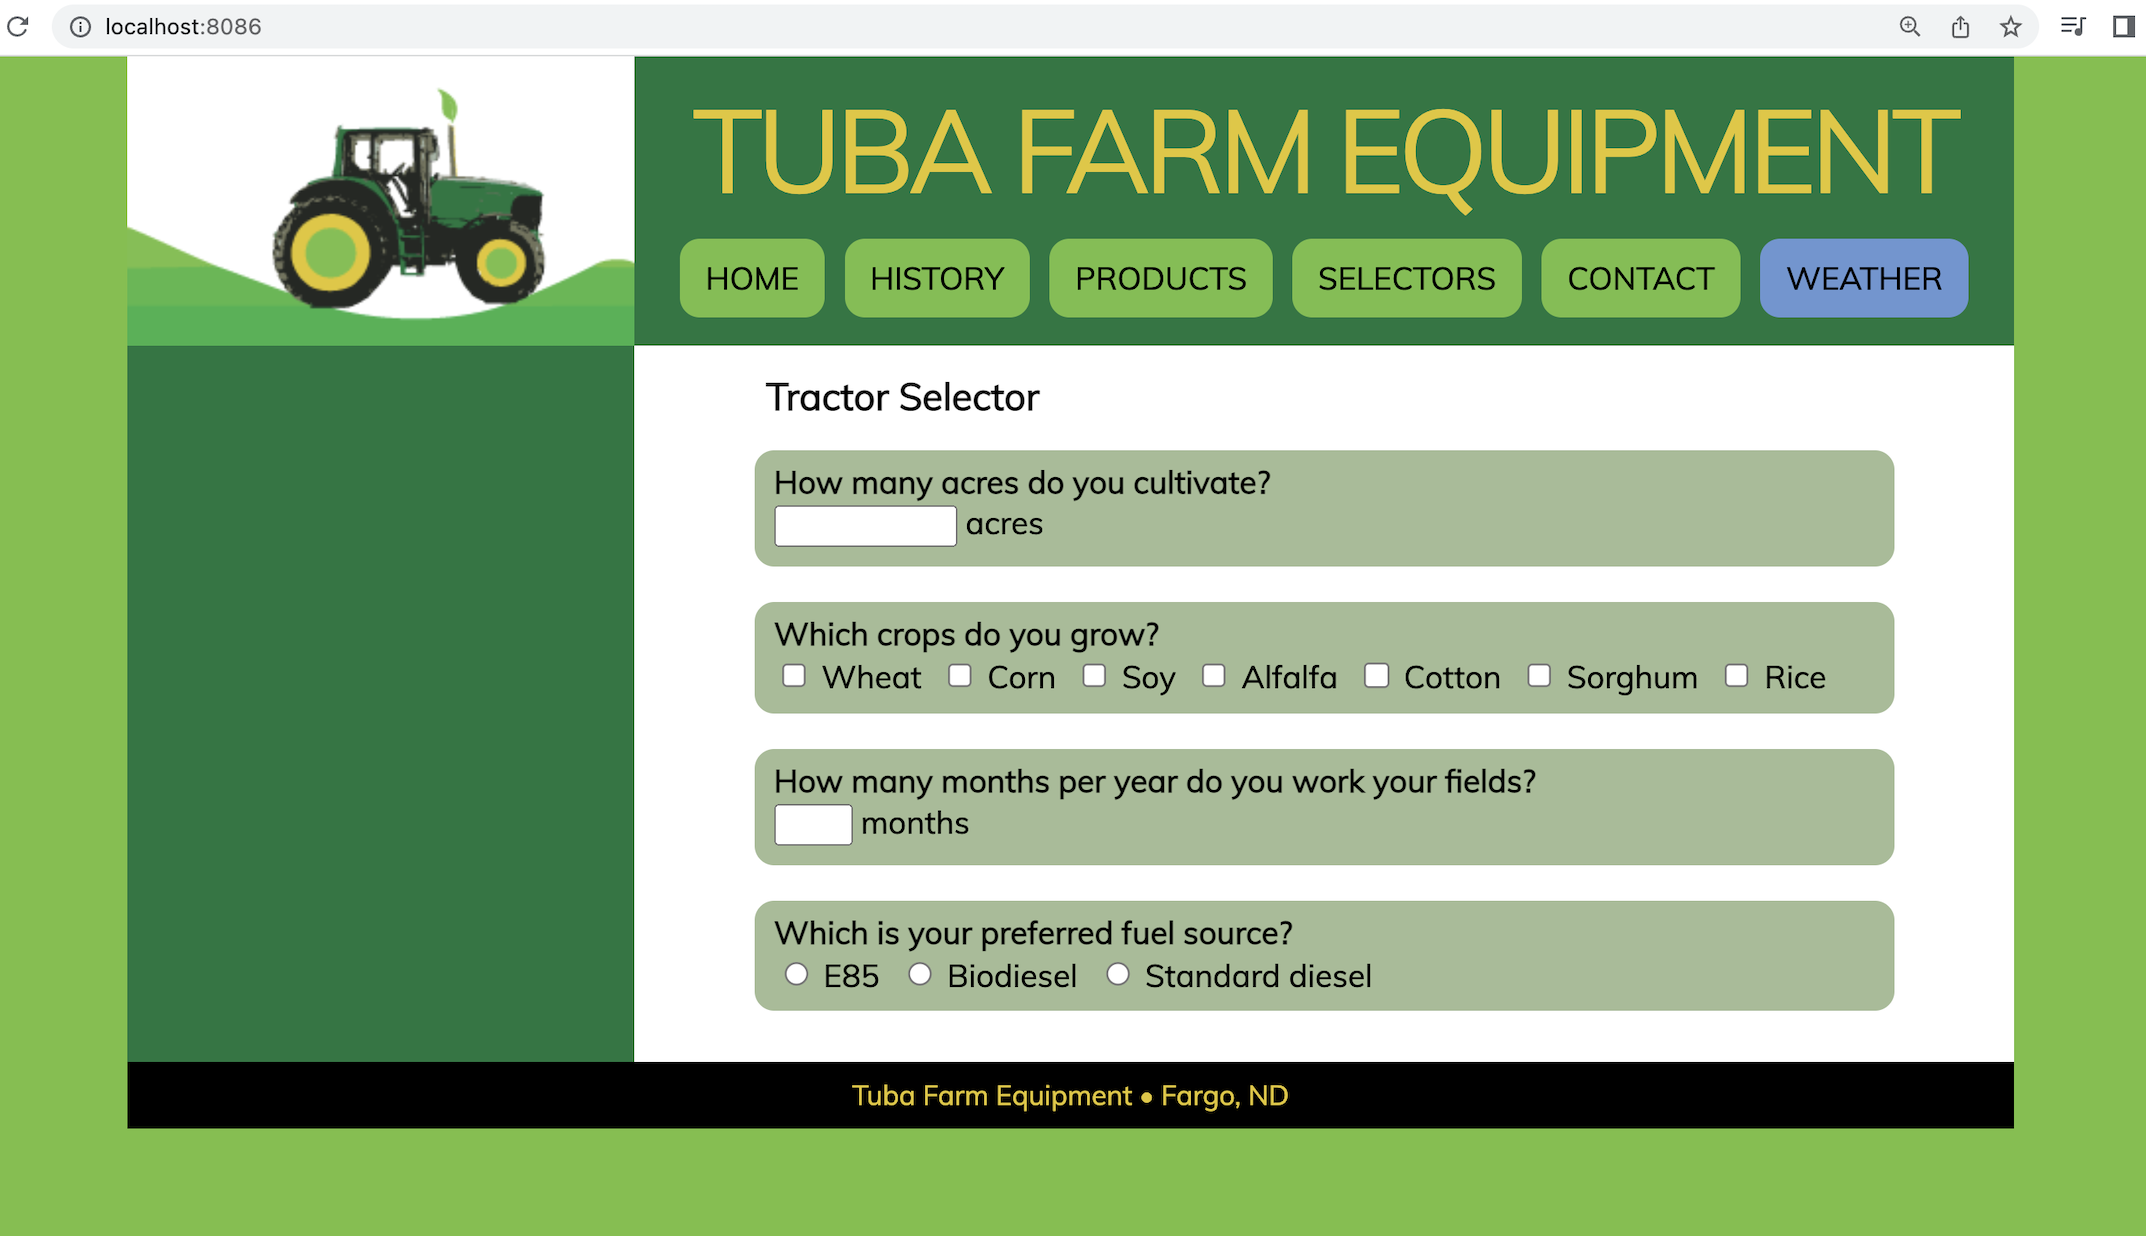 localhost:8086
TUBA FARM EQUIPMENT
HOME HISTORY PRODUCTS SELECTORS CONTACT WEATHER
Tractor Selector
How many acres do you cultivate?
acres
Which crops do you grow?
Wheat Corn Soy Alfalfa Cotton Sorghum Rice
How many months per year do you work your fields?
months
Which is your preferred fuel source?
E85 Biodiesel Standard diesel
Tuba Farm Equipment • Fargo, ND